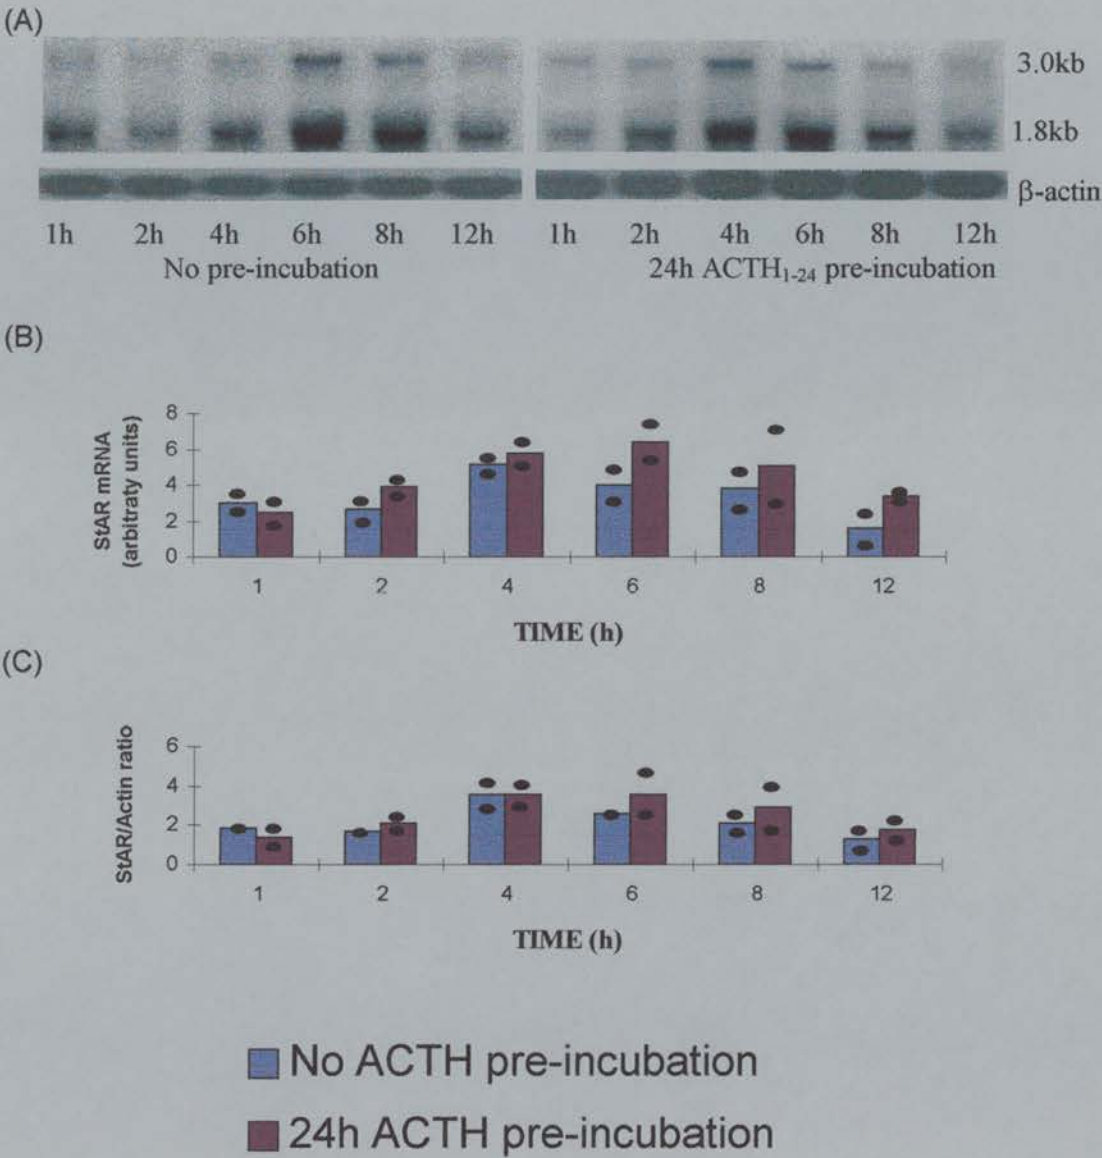 (A)
3.0kb
1.8kb
β-actin
1h 2h 4h 6h 8h 12h 1h 2h 4h 6h 8h 12h
No pre-incubation 24h ACTH₁₋₂₄ pre-incubation
(B)
StAR mRNA
(arbitraty units)
8
6
4
2
0
1 2 4 6 8 12
TIME (h)
(C)
StAR/Actin ratio
6
4
2
0
1 2 4 6 8 12
TIME (h)
No ACTH pre-incubation
24h ACTH pre-incubation